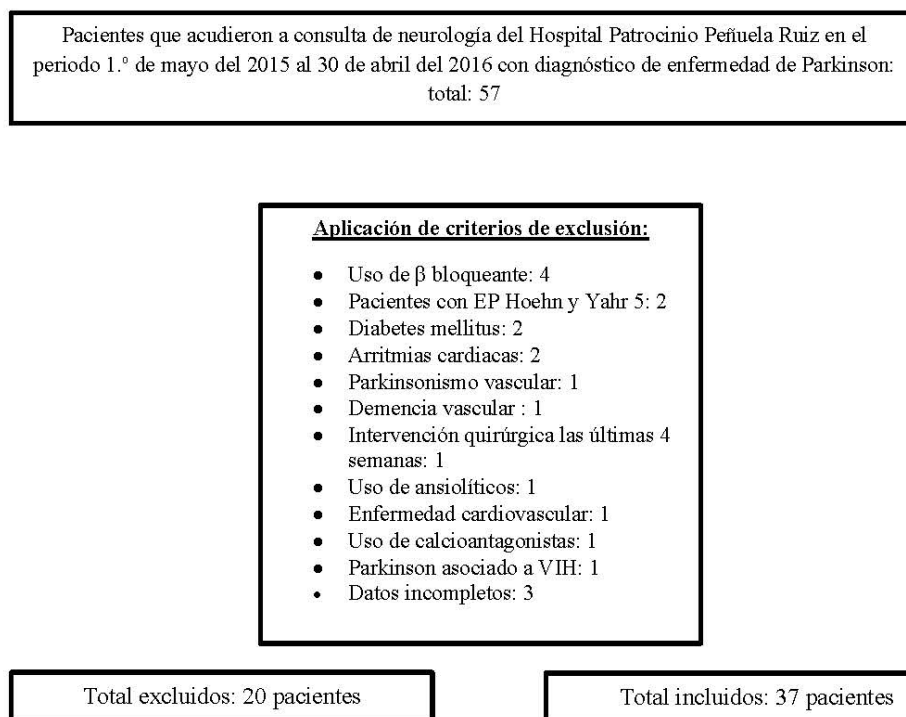 Pacientes que acudieron a consulta de neurología del Hospital Patrocinio Peñuela Ruiz en el
periodo 1.º de mayo del 2015 al 30 de abril del 2016 con diagnóstico de enfermedad de Parkinson:
total: 57
Aplicación de criterios de exclusión:
● Uso de β bloqueante: 4
● Pacientes con EP Hoehn y Yahr 5: 2
● Diabetes mellitus: 2
● Arritmias cardiacas: 2
● Parkinsonismo vascular: 1
● Demencia vascular : 1
● Intervención quirúrgica las últimas 4
semanas: 1
● Uso de ansiolíticos: 1
● Enfermedad cardiovascular: 1
● Uso de calcioantagonistas: 1
● Parkinson asociado a VIH: 1
• Datos incompletos: 3
Total excluidos: 20 pacientes
Total incluidos: 37 pacientes